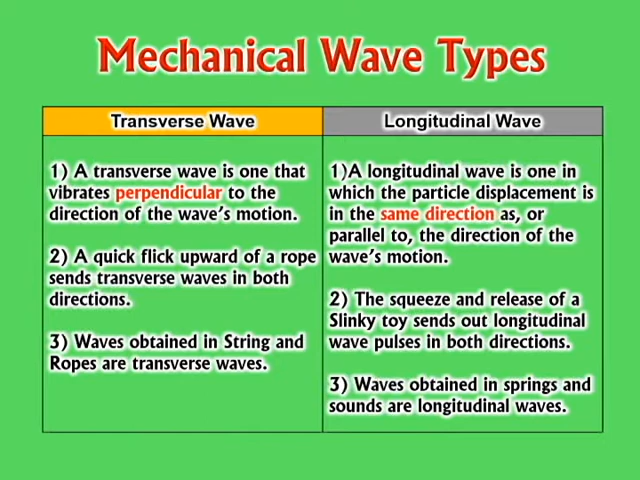 Mechanical Wave Types
Transverse Wave
1) A transverse wave is one that
vibrates perpendicular to the
direction of the wave's motion.
2) A quick flick upward of a rope
sends transverse waves in both
directions.
3) Waves obtained in String and
Ropes are transverse waves.
Longitudinal Wave
1)A longitudinal wave is one in
which the particle displacement is
in the same direction as, or
parallel to, the direction of the
wave's motion.
2) The squeeze and release of a
Slinky toy sends out longitudinal
wave pulses in both directions.
3) Waves obtained in springs and
sounds are longitudinal waves.